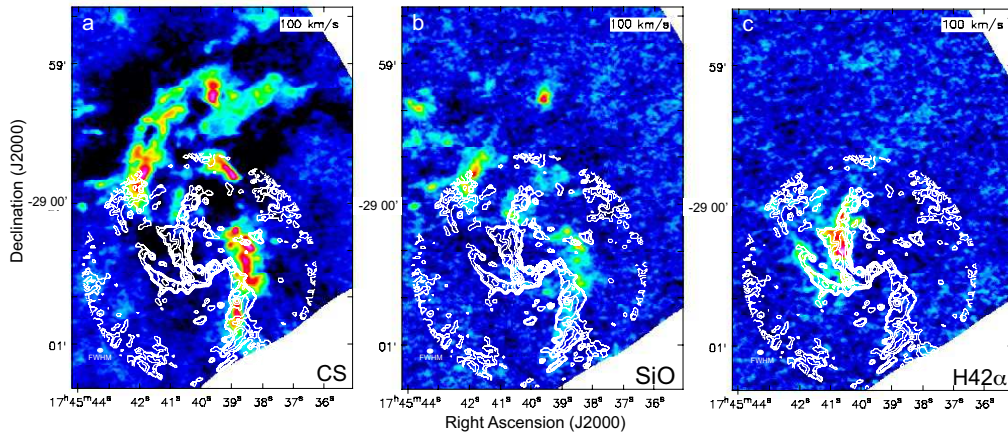 a
100 km/s
b
100 km/s
c
100 km/s
59'
59'
59'
-29 00'
-29 00'
-29 00'
01'
01'
01'
Declination (J2000)
FWHM
FWHM
FWHM
CS
SiO
H42α
17ʰ45ᵐ44ˢ 42ˢ 41ˢ 40ˢ 39ˢ 38ˢ 37ˢ 36ˢ
17ʰ45ᵐ44ˢ 42ˢ 41ˢ 40ˢ 39ˢ 38ˢ 37ˢ 36ˢ
17ʰ45ᵐ44ˢ 42ˢ 41ˢ 40ˢ 39ˢ 38ˢ 37ˢ 36ˢ
Right Ascension (J2000)